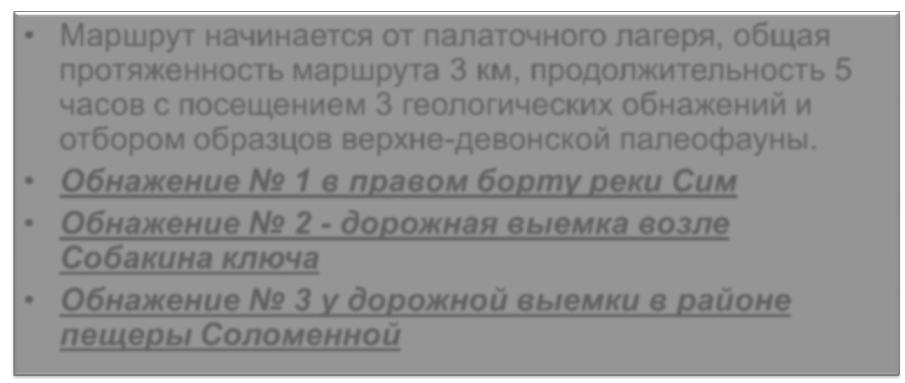 • Маршрут начинается от палаточного лагеря, общая
протяженность маршрута 3 км, продолжительность 5
часов с посещением 3 геологических обнажений и
отбором образцов верхне-девонской палеофауны.
• Обнажение № 1 в правом борту реки Сим
• Обнажение № 2 - дорожная выемка возле
Собакина ключа
• Обнажение № 3 у дорожной выемки в районе
пещеры Соломенной